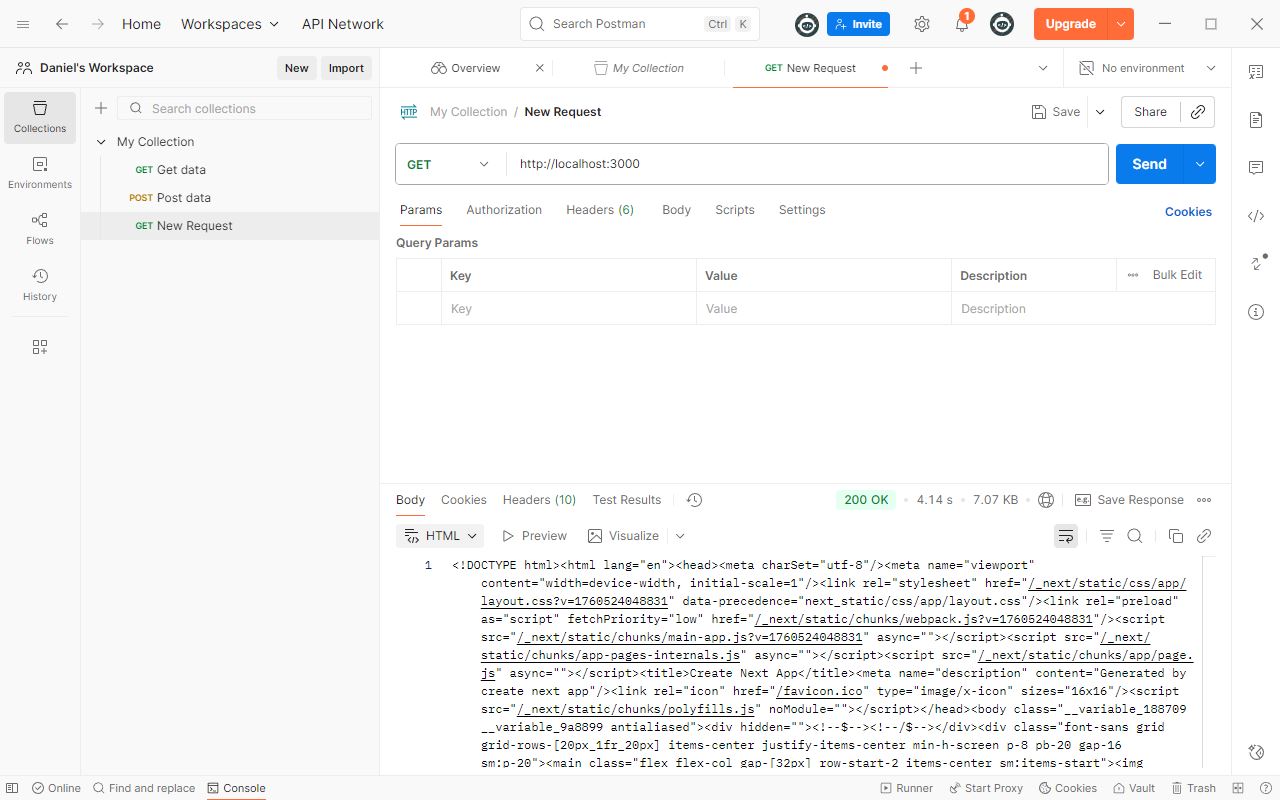 Home Workspaces API Network Search Postman Ctrl K Invite 1 Upgrade
Daniel's Workspace New Import
Overview My Collection GET New Request No environment
Collections
Environments
Flows
History
Search collections
My Collection
GET Get data
POST Post data
GET New Request
HTTP My Collection / New Request Save Share
GET http://localhost:3000 Send
Params Authorization Headers (6) Body Scripts Settings Cookies
Query Params
Key Value Description Bulk Edit
Key Value Description
Body Cookies Headers (10) Test Results 200 OK 4.14 s 7.07 KB e.g. Save Response
HTML Preview Visualize
1 <!DOCTYPE html><html lang="en"><head><meta charSet="utf-8"/><meta name="viewport"
content="width=device-width, initial-scale=1"/><link rel="stylesheet" href="/_next/static/css/app/
layout.css?v=1760524048831" data-precedence="next_static/css/app/layout.css"/><link rel="preload"
as="script" fetchPriority="low" href="/_next/static/chunks/webpack.js?v=1760524048831"/><script
src="/_next/static/chunks/main-app.js?v=1760524048831" async=""></script><script src="/_next/
static/chunks/app-pages-internals.js" async=""></script><script src="/_next/static/chunks/app/page.
js" async=""></script><title>Create Next App</title><meta name="description" content="Generated by
create next app"/><link rel="icon" href="/favicon.ico" type="image/x-icon" sizes="16x16"/><script
src="/_next/static/chunks/polyfills.js" noModule=""></script></head><body class="__variable_188709
__variable_9a8899 antialiased"><div hidden=""><!--$--><!--/$--></div><div class="font-sans grid
grid-rows-[20px_1fr_20px] items-center justify-items-center min-h-screen p-8 pb-20 gap-16
sm:p-20"><main class="flex flex-col gap-[32px] row-start-2 items-center sm:items-start"><img
Online Find and replace Console Runner Start Proxy Cookies Vault Trash